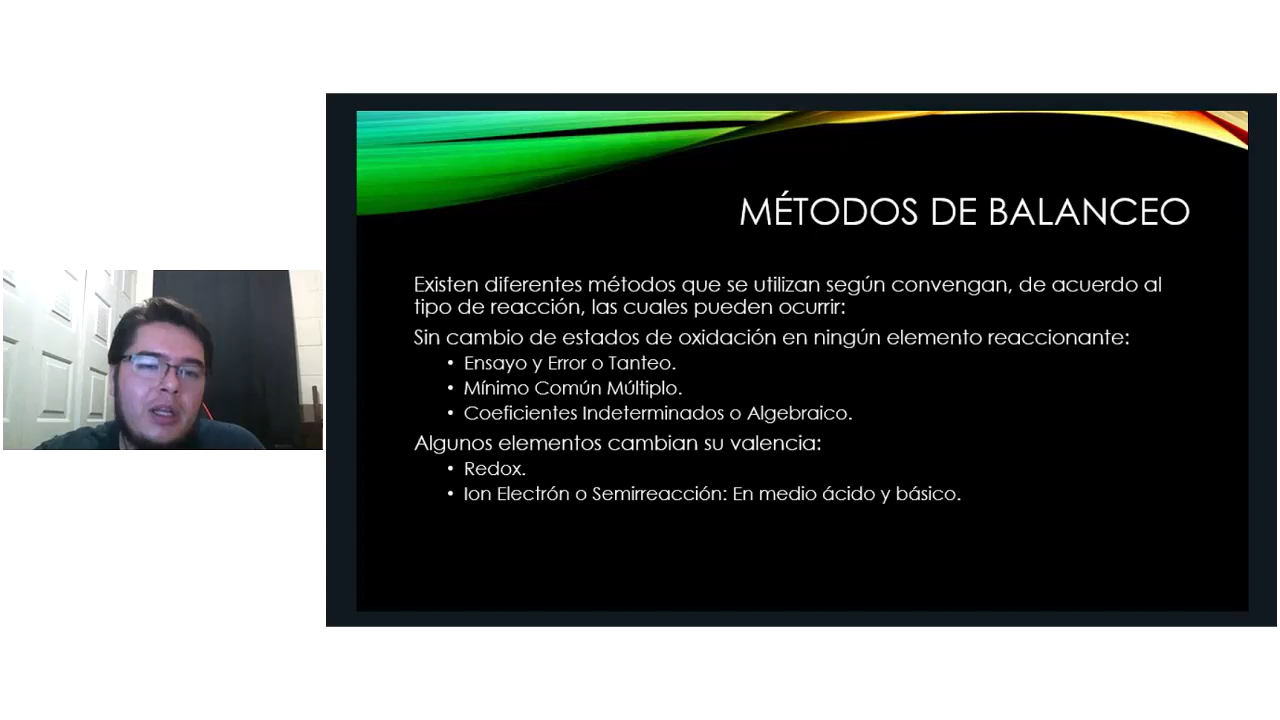 MÉTODOS DE BALANCEO
Existen diferentes métodos que se utilizan según convengan, de acuerdo al
tipo de reacción, las cuales pueden ocurrir:
Sin cambio de estados de oxidación en ningún elemento reaccionante:
• Ensayo y Error o Tanteo.
• Mínimo Común Múltiplo.
• Coeficientes Indeterminados o Algebraico.
Algunos elementos cambian su valencia:
• Redox.
• Ion Electrón o Semirreacción: En medio ácido y básico.